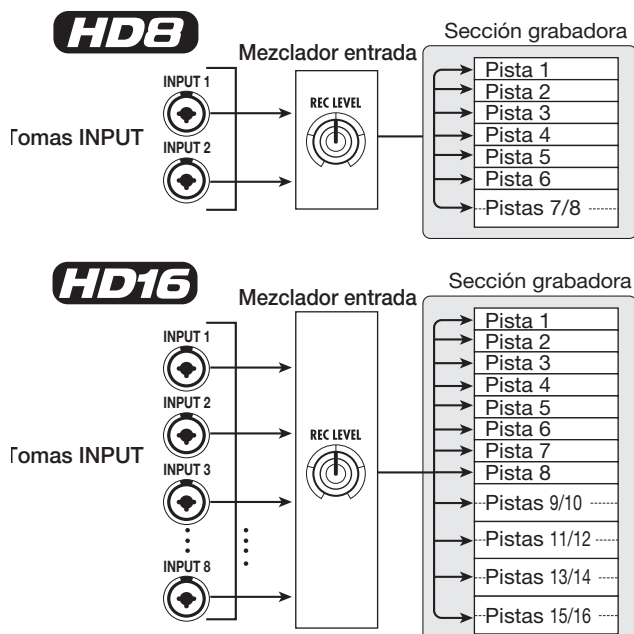 HD8
Sección grabadora
Mezclador entrada
INPUT 1
REC LEVEL
Tomas INPUT
INPUT 2
Pista 1
Pista 2
Pista 3
Pista 4
Pista 5
Pista 6
Pistas 7/8
HD16
Sección grabadora
Mezclador entrada
INPUT 1
INPUT 2
REC LEVEL
Tomas INPUT
INPUT 3
INPUT 8
Pista 1
Pista 2
Pista 3
Pista 4
Pista 5
Pista 6
Pista 7
Pista 8
Pistas 9/10
Pistas 11/12
Pistas 13/14
Pistas 15/16